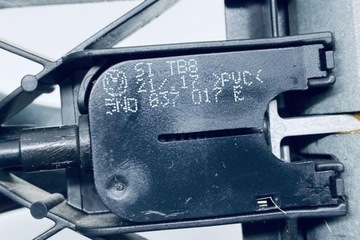 SI TB8
21/17 >PVC<
5N0 837 017 E